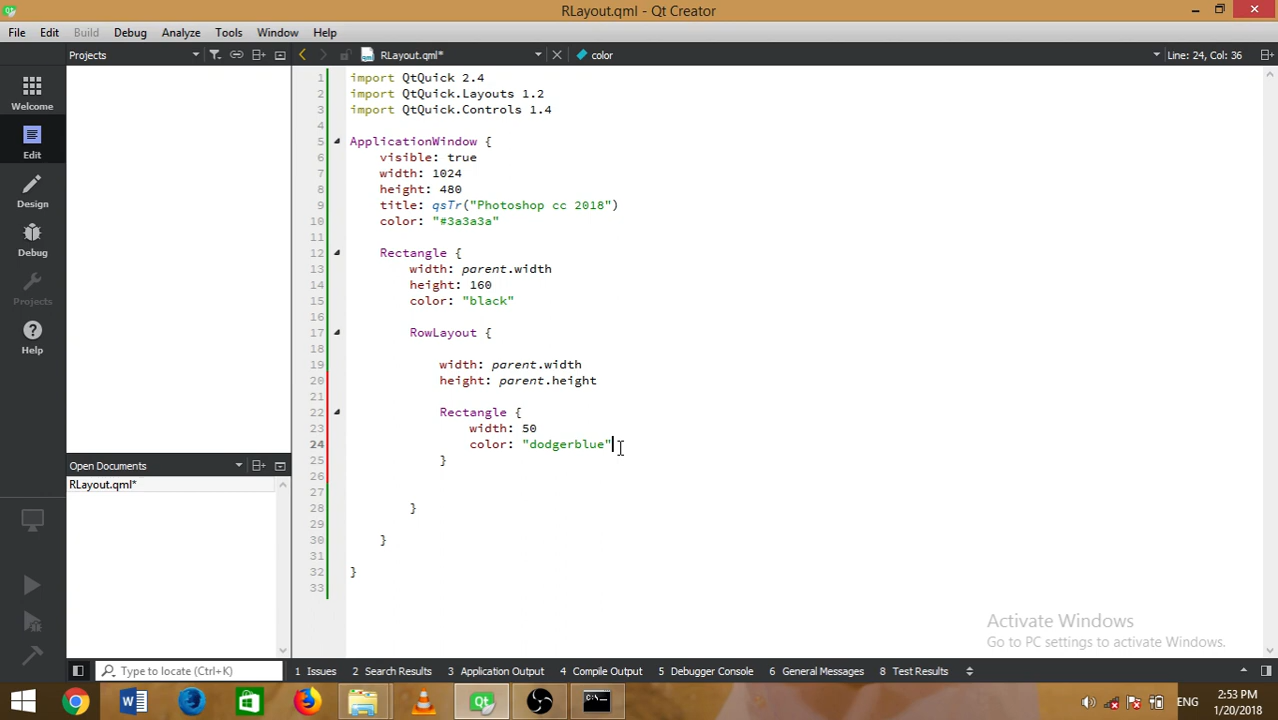 RLayout.qml - Qt Creator
File Edit Build Debug Analyze Tools Window Help
Projects RLayout.qml* color Line: 24, Col: 36
Welcome
Edit
Design
Debug
Projects
Help
1 import QtQuick 2.4
2 import QtQuick.Layouts 1.2
3 import QtQuick.Controls 1.4
4
5 ApplicationWindow {
6 visible: true
7 width: 1024
8 height: 480
9 title: qsTr("Photoshop cc 2018")
10 color: "#3a3a3a"
11
12 Rectangle {
13 width: parent.width
14 height: 160
15 color: "black"
16
17 RowLayout {
18
19 width: parent.width
20 height: parent.height
21
22 Rectangle {
23 width: 50
24 color: "dodgerblue"
25 }
26
27
28 }
29
30 }
31
32 }
33
Open Documents
RLayout.qml*
Activate Windows
Go to PC settings to activate Windows.
Type to locate (Ctrl+K) 1 Issues 2 Search Results 3 Application Output 4 Compile Output 5 Debugger Console 6 General Messages 8 Test Results
ENG
2:53 PM
1/20/2018